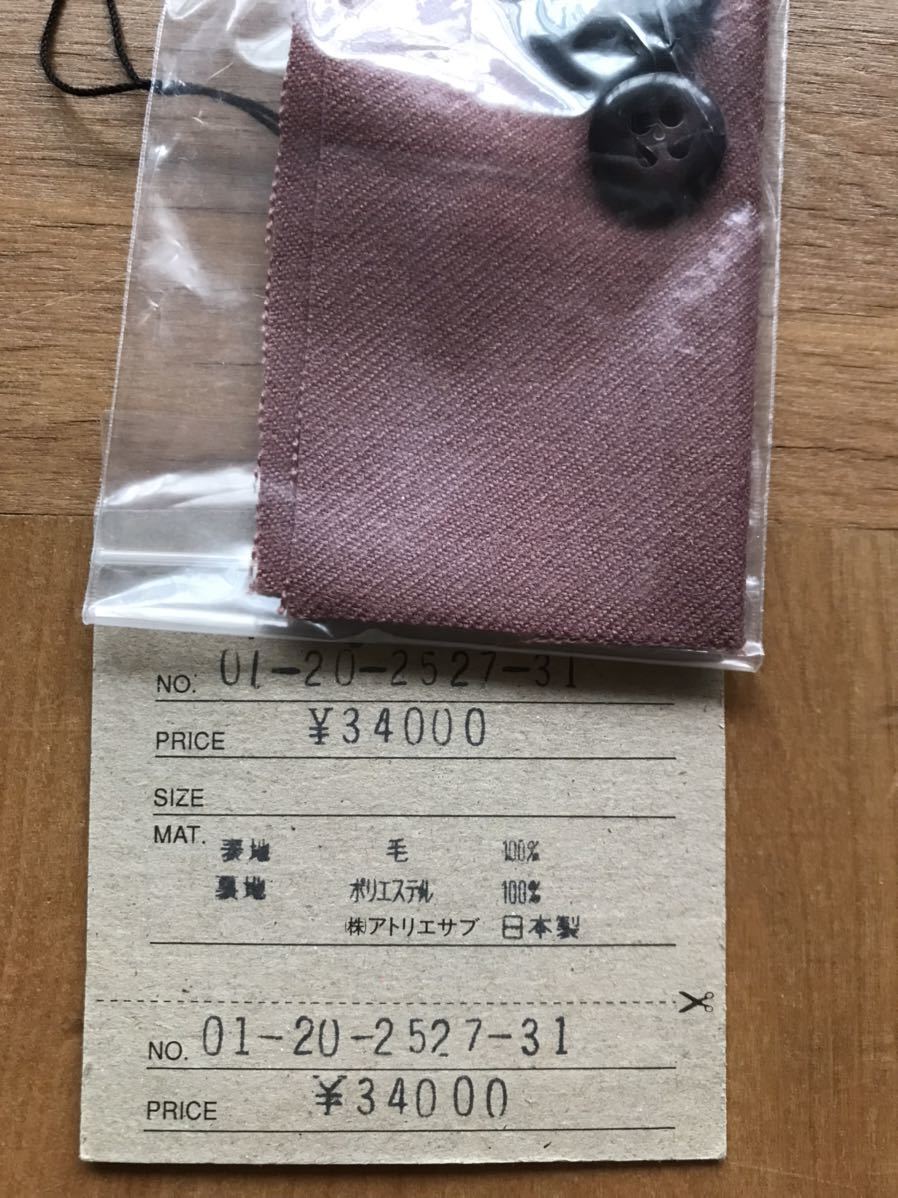 NO. 01-20-2527-31
PRICE ¥34000
SIZE
MAT. 表地 毛 100%
裏地 ポリエステル 100%
㈱アトリエサブ 日本製
NO. 01-20-2527-31
PRICE ¥34000